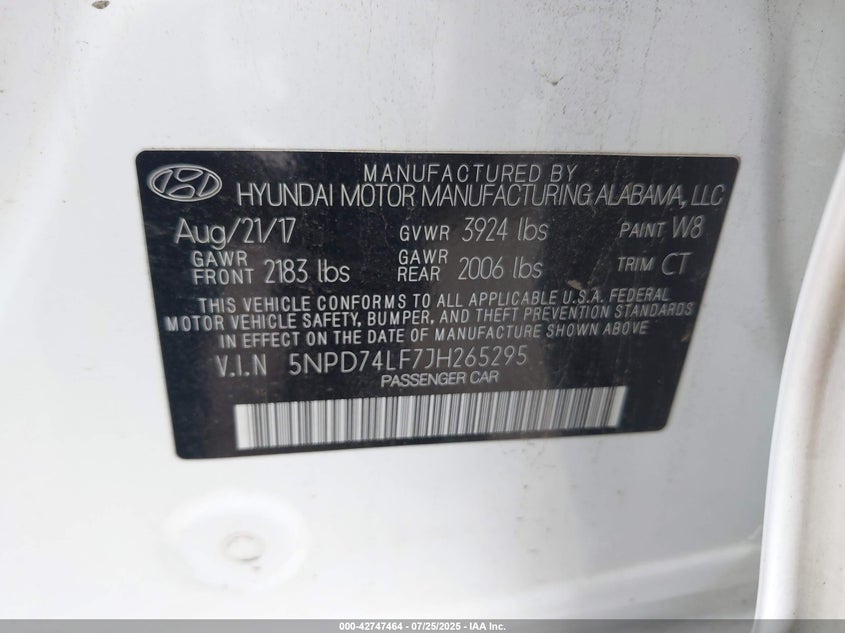 MANUFACTURED BY
HYUNDAI MOTOR MANUFACTURING ALABAMA, LLC
Aug/21/17 GVWR 3924 lbs PAINT W8
GAWR FRONT 2183 lbs GAWR REAR 2006 lbs TRIM CT
THIS VEHICLE CONFORMS TO ALL APPLICABLE U.S.A. FEDERAL
MOTOR VEHICLE SAFETY, BUMPER, AND THEFT PREVENTION STANDARDS
IN EFFECT ON THE DATE OF MANUFACTURE SHOWN ABOVE
V.I.N 5NPD74LF7JH265295
PASSENGER CAR
000-42747464 - 07/25/2025 - IAA Inc.